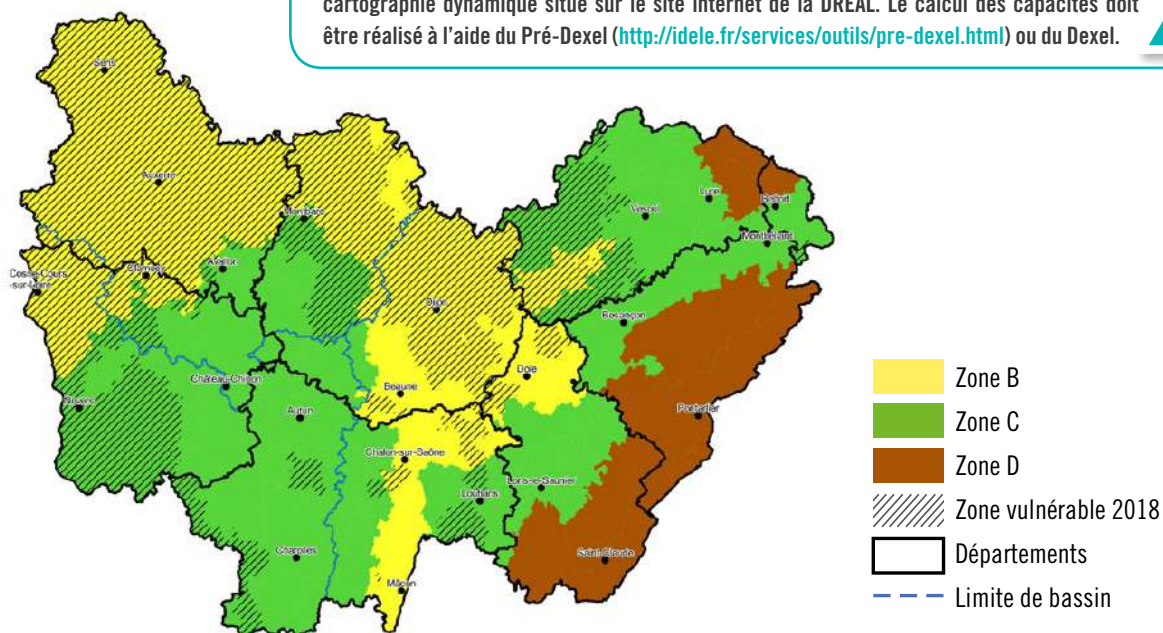 cartographie dynamique situé sur le site internet de la DREAL. Le calcul des capacités doit
être réalisé à l'aide du Pré-Dexel (http://idele.fr/services/outils/pre-dexel.html) ou du Dexel.
Sens
Auxerre
Montbard
Lure
Belfort
Vesoul
Montbéliard
Cosne-Cours
-sur-Loire
Clamecy
Avallon
Dijon
Besançon
Château-Chinon
Dole
Beaune
Nevers
Autun
Pontarlier
Chalon-sur-Saône
Louhans
Lons-le-Saunier
Charolles
Saint-Claude
Mâcon
Zone B
Zone C
Zone D
Zone vulnérable 2018
Départements
Limite de bassin